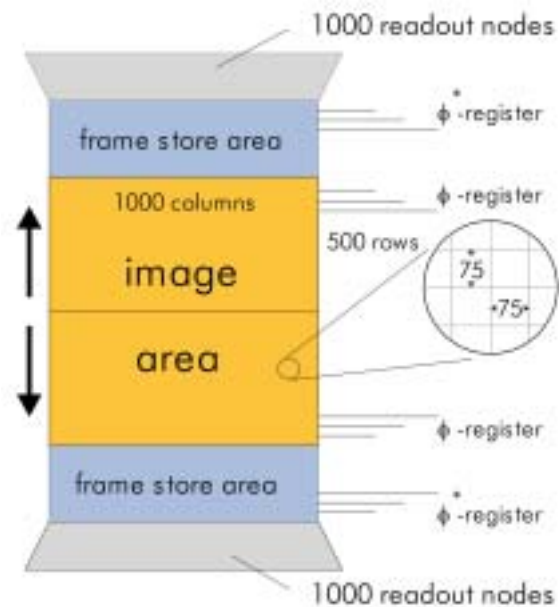 1000 readout nodes
ϕ*-register
frame store area
ϕ-register
1000 columns
500 rows
image
75
75
area
ϕ-register
frame store area
ϕ*-register
1000 readout nodes